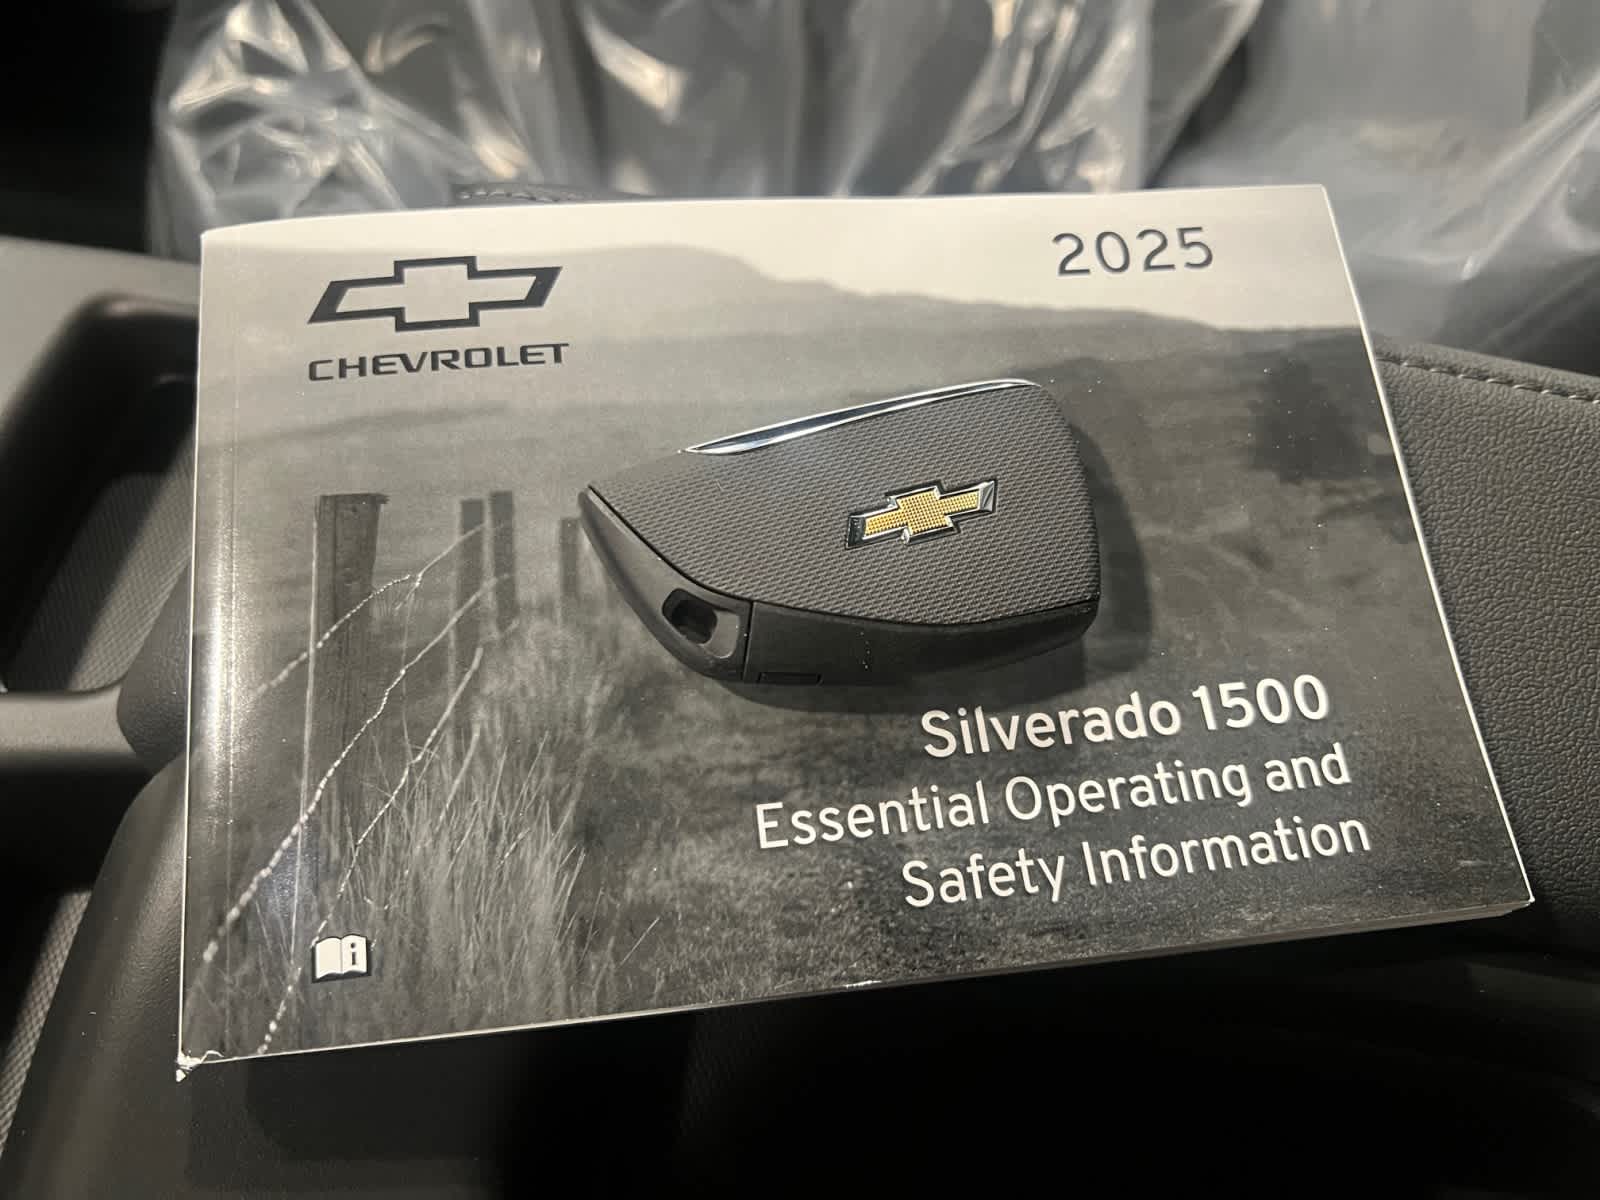 2025
CHEVROLET
Silverado 1500
Essential Operating and
Safety Information
i